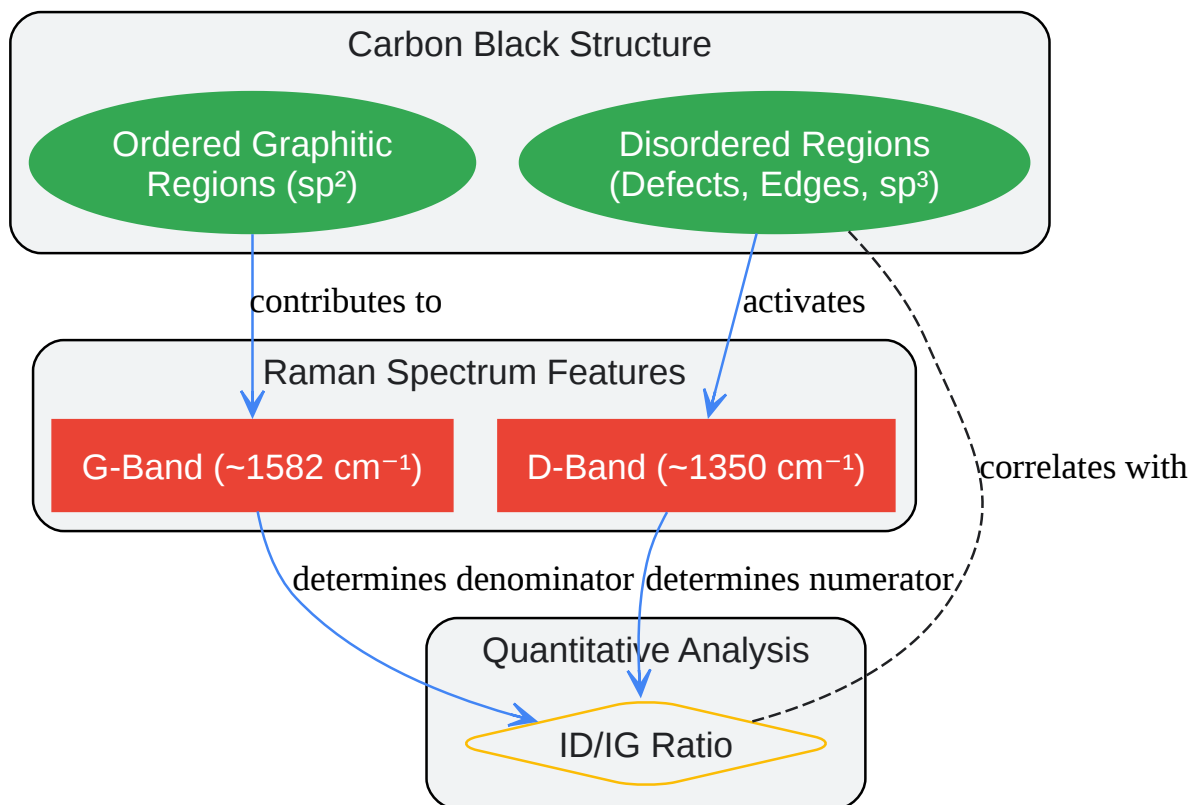 Carbon Black Structure
Ordered Graphitic
Regions (sp²)
Disordered Regions
(Defects, Edges, sp³)
contributes to
activates
Raman Spectrum Features
G-Band (~1582 cm⁻¹)
D-Band (~1350 cm⁻¹)
correlates with
determines denominator
determines numerator
Quantitative Analysis
ID/IG Ratio